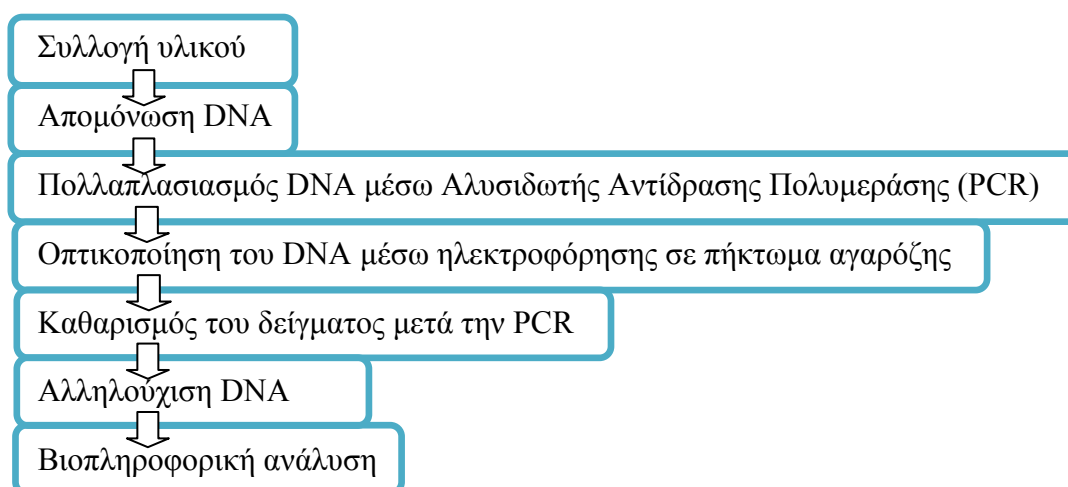 Συλλογή υλικού
Απομόνωση DNA
Πολλαπλασιασμός DNA μέσω Αλυσιδωτής Αντίδρασης Πολυμεράσης (PCR)
Οπτικοποίηση του DNA μέσω ηλεκτροφόρησης σε πήκτωμα αγαρόζης
Καθαρισμός του δείγματος μετά την PCR
Αλληλούχιση DNA
Βιοπληροφορική ανάλυση